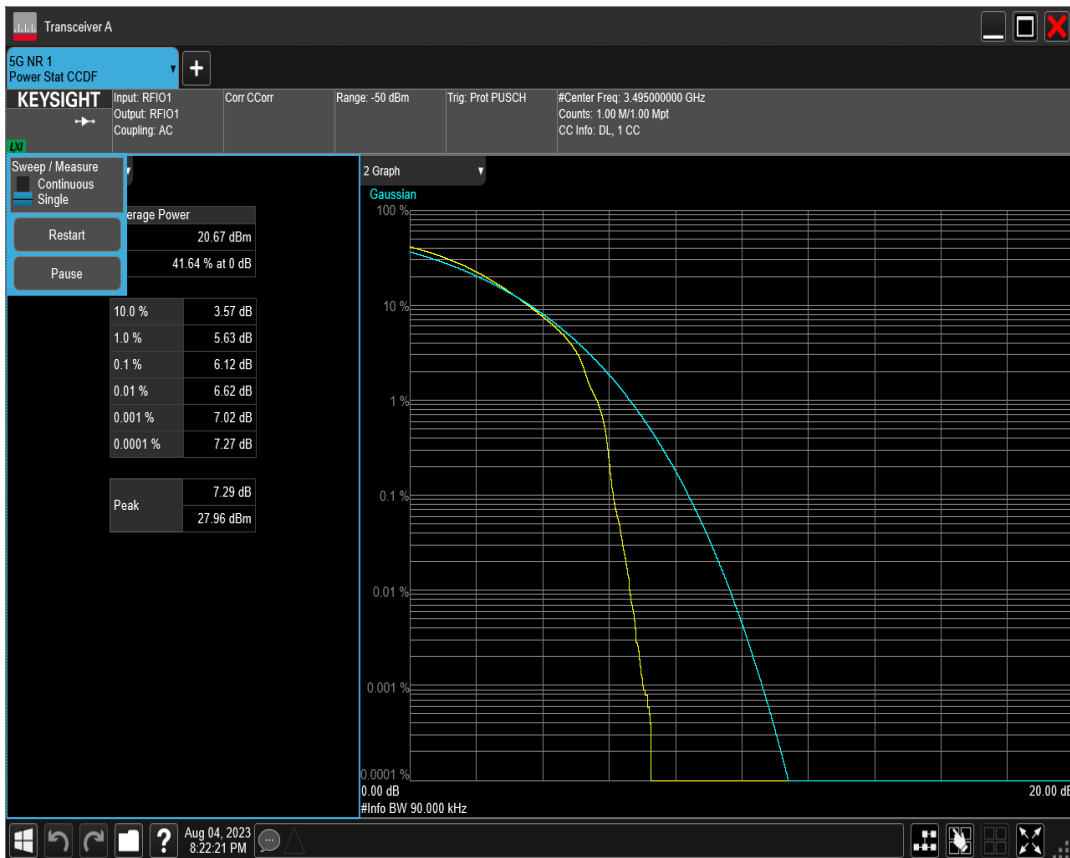 Transceiver A
5G NR 1
Power Stat CCDF
KEYSIGHT
LXI
Input: RFIO1
Output: RFIO1
Coupling: AC
Corr CCorr
Range: -50 dBm
Trig: Prot PUSCH
#Center Freq: 3.495000000 GHz
Counts: 1.00 M/1.00 Mpt
CC Info: DL, 1 CC
Sweep / Measure
Continuous
Single
Restart
Pause
erage Power
20.67 dBm
41.64 % at 0 dB
10.0 % 3.57 dB
1.0 % 5.63 dB
0.1 % 6.12 dB
0.01 % 6.62 dB
0.001 % 7.02 dB
0.0001 % 7.27 dB
Peak
7.29 dB
27.96 dBm
2 Graph
Gaussian
100 %
10 %
1 %
0.1 %
0.01 %
0.001 %
0.0001 %
0.00 dB
20.00 dB
#Info BW 90.000 kHz
?
Aug 04, 2023
8:22:21 PM